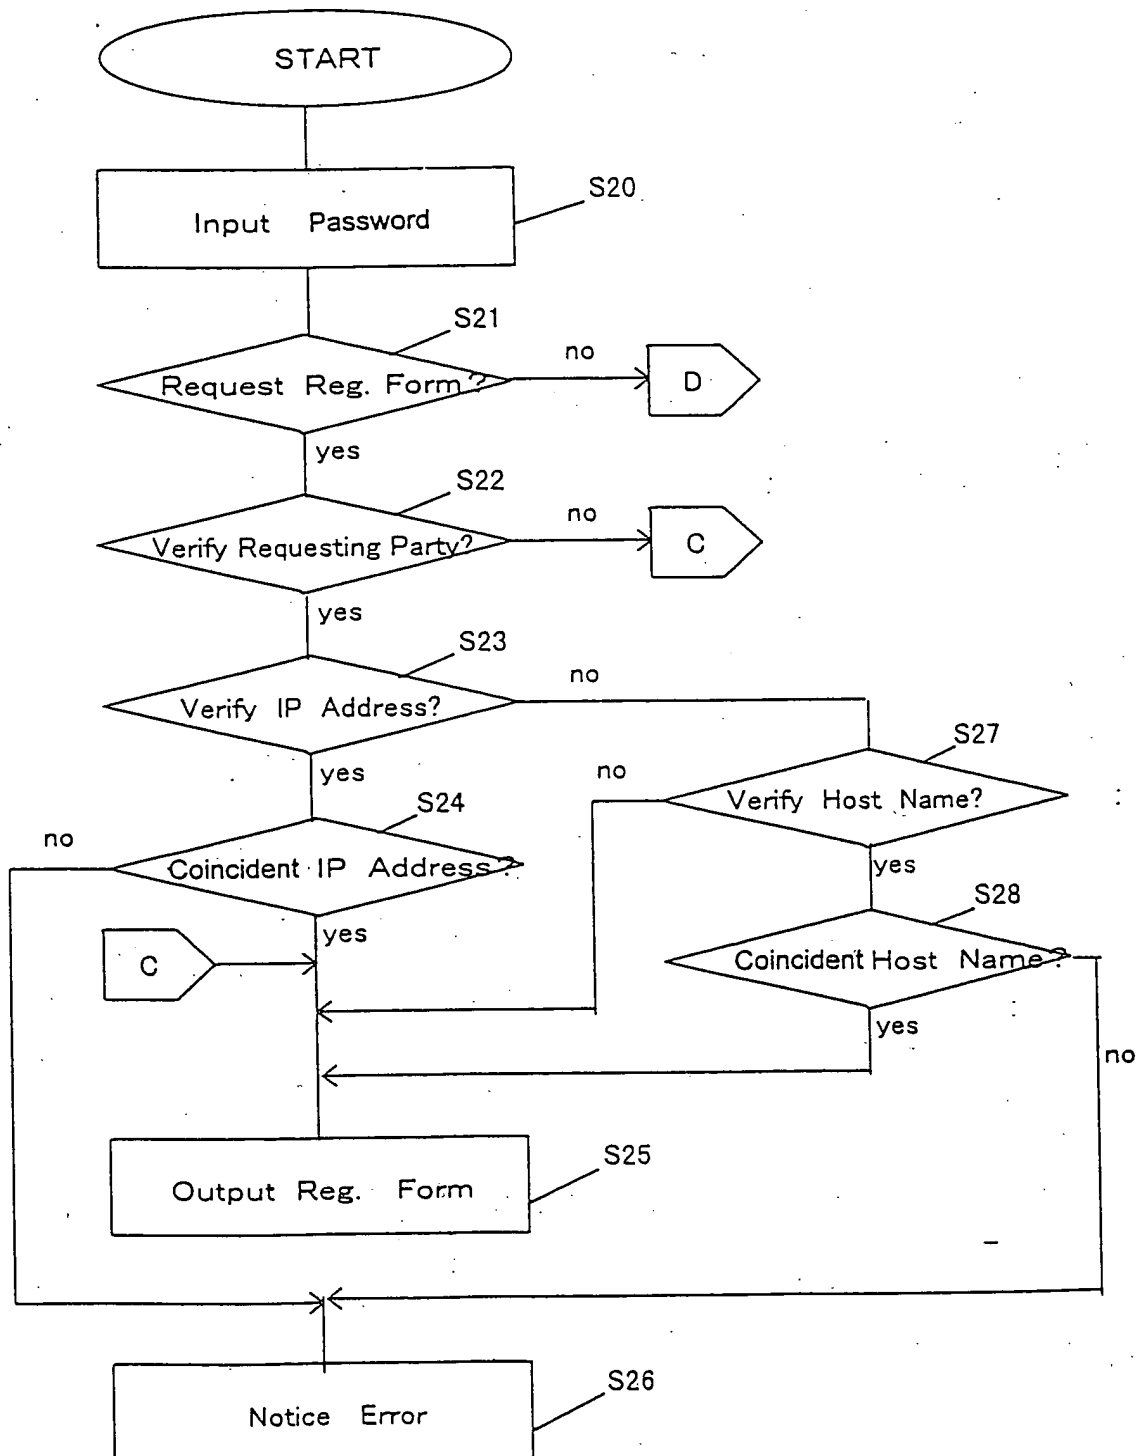 START
S20
Input Password
S21
Request Reg. Form?
no
D
yes
S22
Verify Requesting Party?
no
C
yes
S23
Verify IP Address?
no
yes
S27
Verify Host Name?
no
yes
S24
Coincident IP Address?
no
yes
S28
Coincident Host Name?
C
yes
no
S25
Output Reg. Form
S26
Notice Error